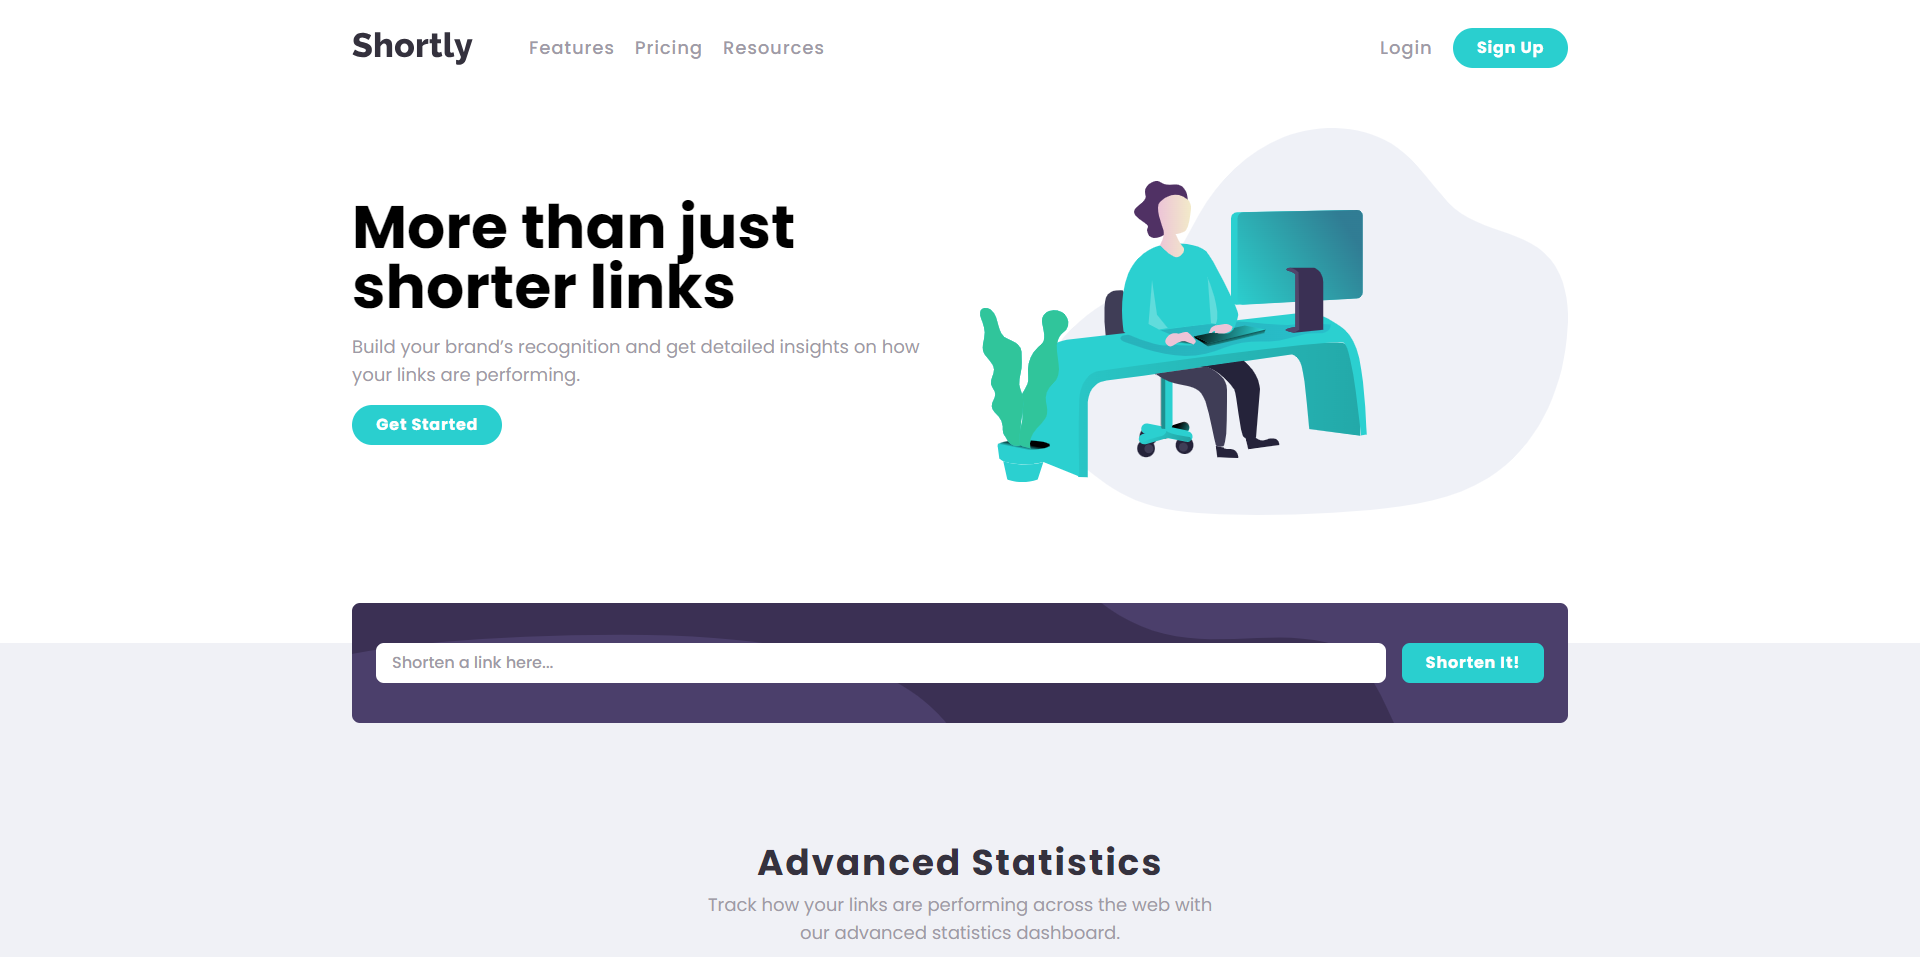 Shortly
Features Pricing Resources
Login
Sign Up
More than just
shorter links
Build your brand’s recognition and get detailed insights on how
your links are performing.
Get Started
Shorten a link here...
Shorten It!
Advanced Statistics
Track how your links are performing across the web with
our advanced statistics dashboard.